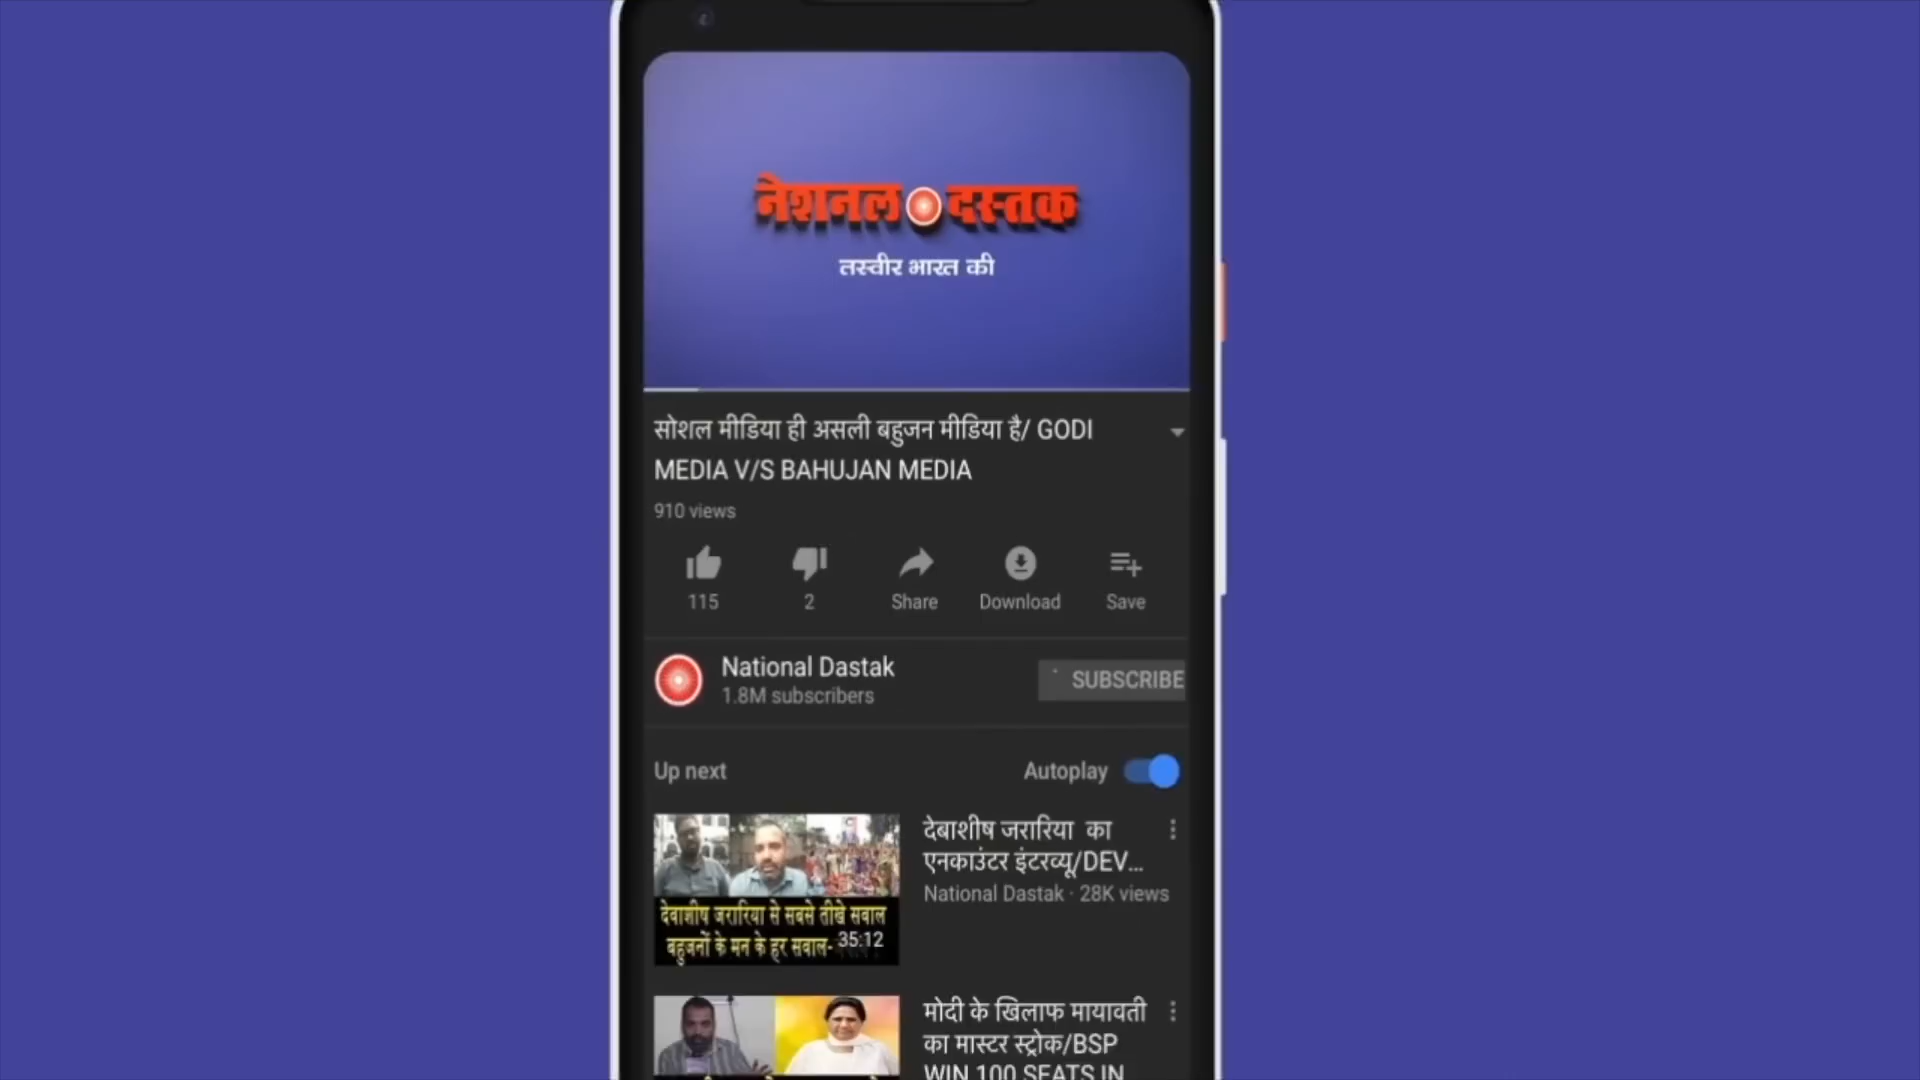 नेशनल दस्तक
तस्वीर भारत की
सोशल मीडिया ही असली बहुजन मीडिया है/ GODI
MEDIA V/S BAHUJAN MEDIA
910 views
115
2
Share
Download
Save
National Dastak
1.8M subscribers
SUBSCRIBE
Up next
Autoplay
देबाशीष जरारिया का
एनकाउंटर इंटरव्यू/DEV...
National Dastak · 28K views
देवाशीष जरारिया से सबसे तीखे सवाल
बहुजनों के मन के हर सवाल-
35:12
मोदी के खिलाफ मायावती
का मास्टर स्ट्रोक/BSP
WIN 100 SEATS IN